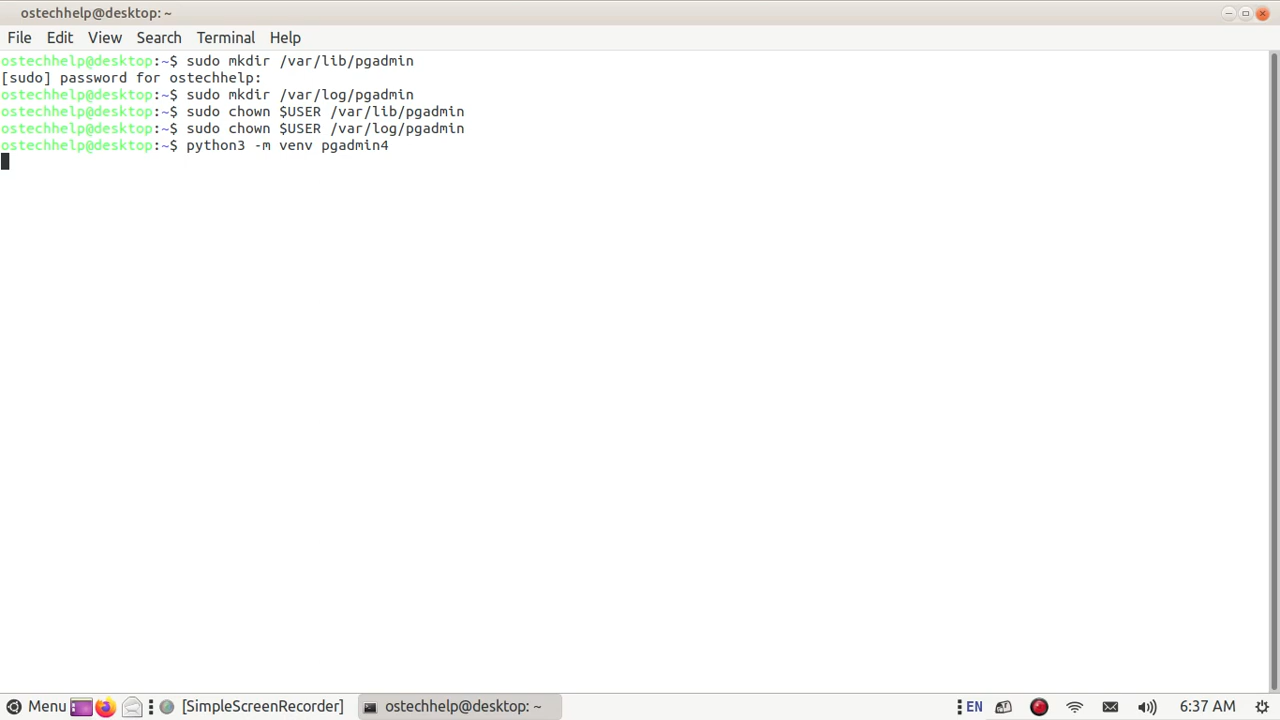 ostechhelp@desktop: ~
File Edit View Search Terminal Help
ostechhelp@desktop:~$ sudo mkdir /var/lib/pgadmin
[sudo] password for ostechhelp:
ostechhelp@desktop:~$ sudo mkdir /var/log/pgadmin
ostechhelp@desktop:~$ sudo chown $USER /var/lib/pgadmin
ostechhelp@desktop:~$ sudo chown $USER /var/log/pgadmin
ostechhelp@desktop:~$ python3 -m venv pgadmin4
Menu [SimpleScreenRecorder] ostechhelp@desktop: ~ EN 6:37 AM